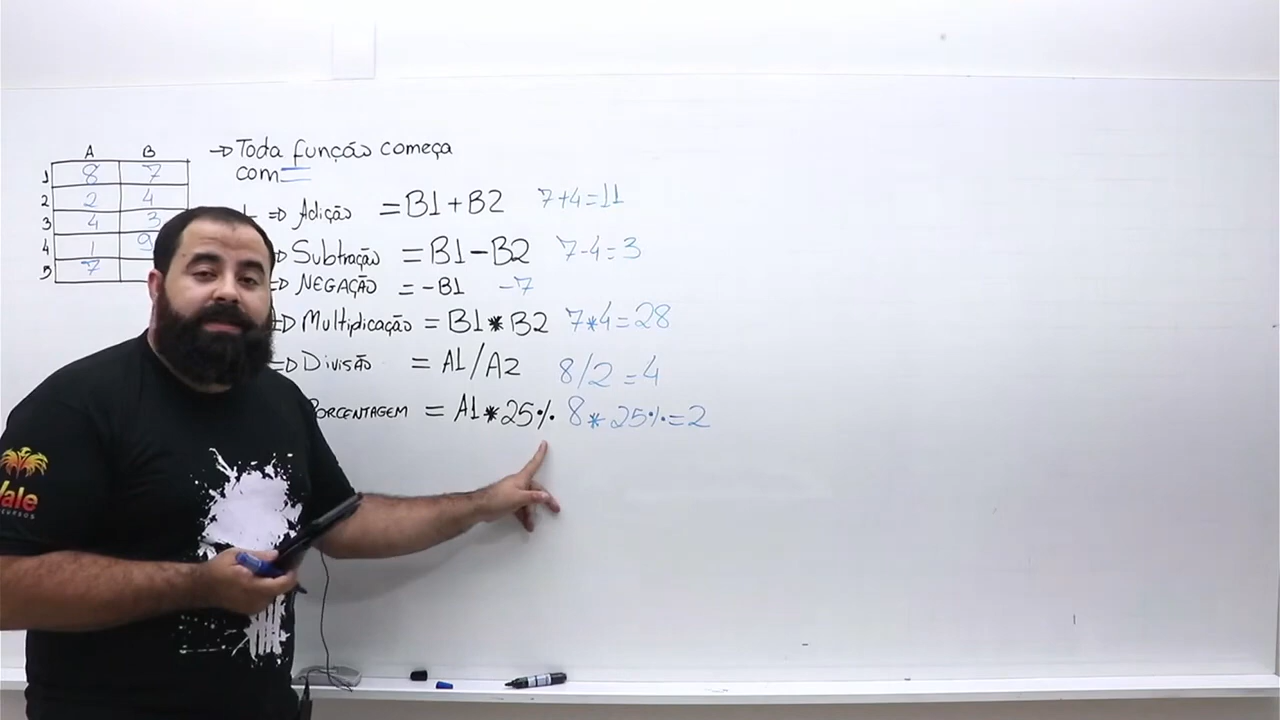 A B
1 8 7
2 2 4
3 4 3
4 1 9
5 7
→ Toda função começa
com =
+ ⇒ Adição = B1 + B2 7+4=11
⇒ Subtração = B1 - B2 7-4=3
⇒ NEGAÇÃO = -B1 -7
⇒ Multiplicação = B1 * B2 7*4=28
⇒ Divisão = A1/A2 8/2=4
PORCENTAGEM = A1*25% 8*25%=2
Vale